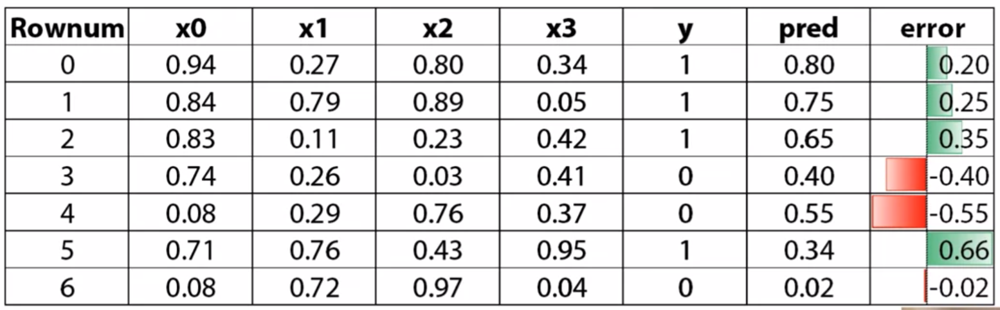 Rownum x0 x1 x2 x3 y pred error
0 0.94 0.27 0.80 0.34 1 0.80 0.20
1 0.84 0.79 0.89 0.05 1 0.75 0.25
2 0.83 0.11 0.23 0.42 1 0.65 0.35
3 0.74 0.26 0.03 0.41 0 0.40 -0.40
4 0.08 0.29 0.76 0.37 0 0.55 -0.55
5 0.71 0.76 0.43 0.95 1 0.34 0.66
6 0.08 0.72 0.97 0.04 0 0.02 -0.02